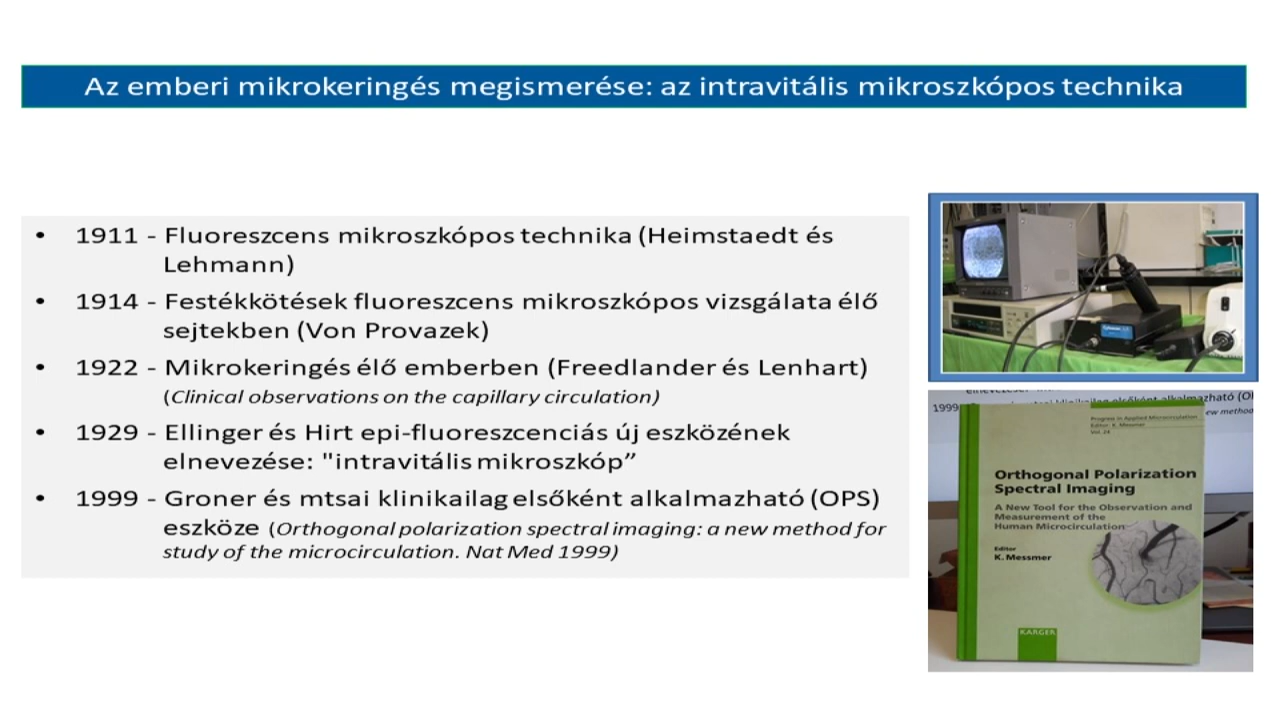 Az emberi mikrokeringés megismerése: az intravitális mikroszkópos technika
• 1911 - Fluoreszcens mikroszkópos technika (Heimstaedt és
Lehmann)
• 1914 - Festékkötések fluoreszcens mikroszkópos vizsgálata élő
sejtekben (Von Provazek)
• 1922 - Mikrokeringés élő emberben (Freedlander és Lenhart)
(Clinical observations on the capillary circulation)
• 1929 - Ellinger és Hirt epi-fluoreszcenciás új eszközének
elnevezése: "intravitális mikroszkóp”
• 1999 - Groner és mtsai klinikailag elsőként alkalmazható (OPS)
eszköze (Orthogonal polarization spectral imaging: a new method for
study of the microcirculation. Nat Med 1999)
1999
Progress in Applied Microcirculation
Editor: K. Messmer
Vol. 24
Orthogonal Polarization
Spectral Imaging
A New Tool for the Observation and
Measurement of the
Human Microcirculation
Editor
K. Messmer
KARGER